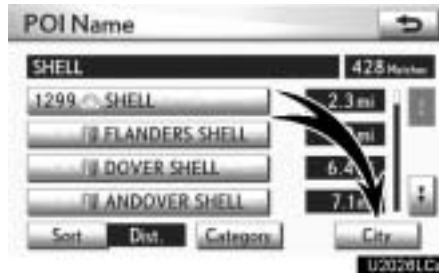 POI Name
SHELL 428 Matches
1299 SHELL 2.3 mi
FLANDERS SHELL mi
DOVER SHELL 6.4
ANDOVER SHELL 7.1
Sort Dist. Category City
U2026LC